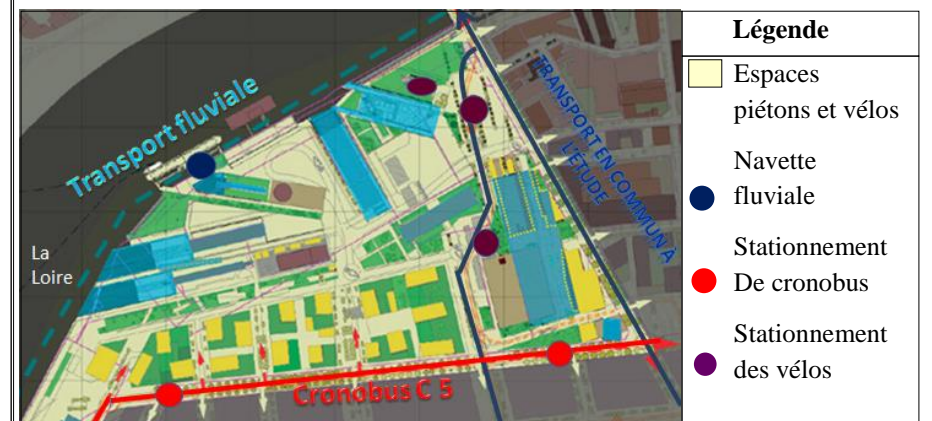 Transport fluviale
La
Loire
TRANSPORT EN COMMUN À
L'ÉTUDE
Cronobus C 5
Légende
Espaces
piétons et vélos
Navette
fluviale
Stationnement
De cronobus
Stationnement
des vélos